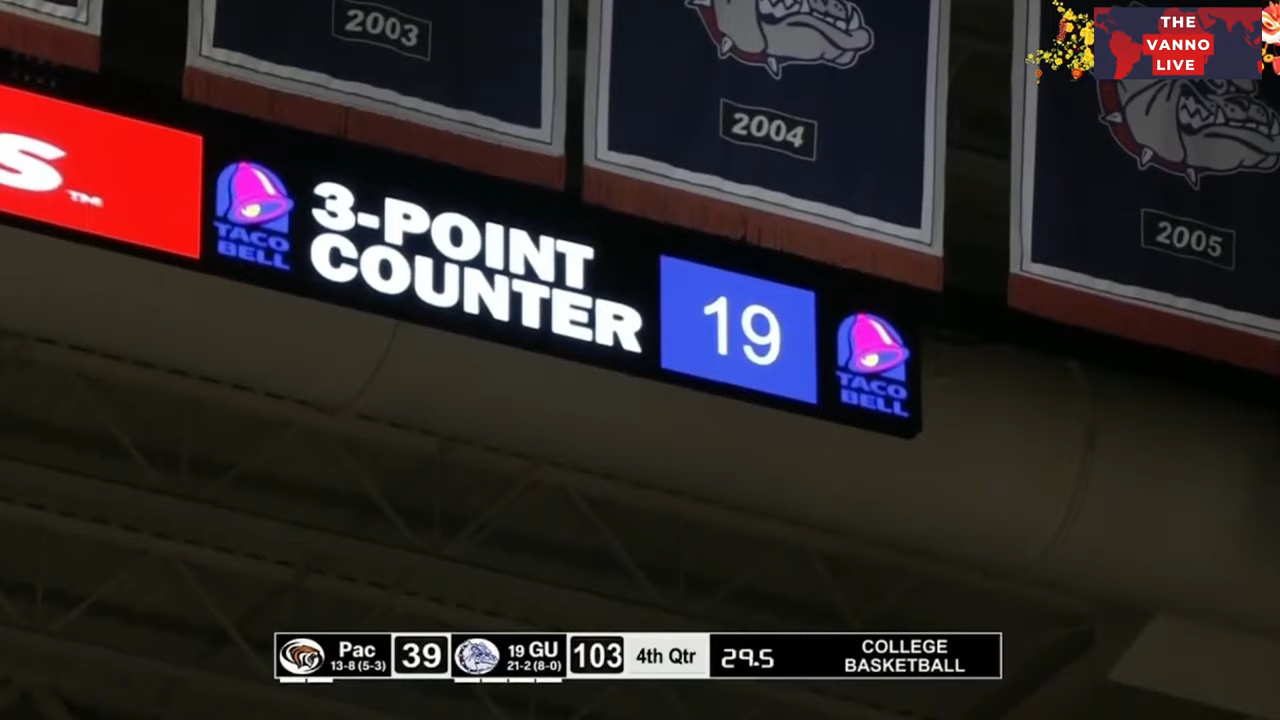 THE
VANNO
LIVE
2003
2004
2005
S™
TACO
BELL
3-POINT
COUNTER
19
TACO
BELL
Pac
13-8 (5-3)
39
19 GU
21-2 (8-0)
103
4th Qtr
29.5
COLLEGE
BASKETBALL